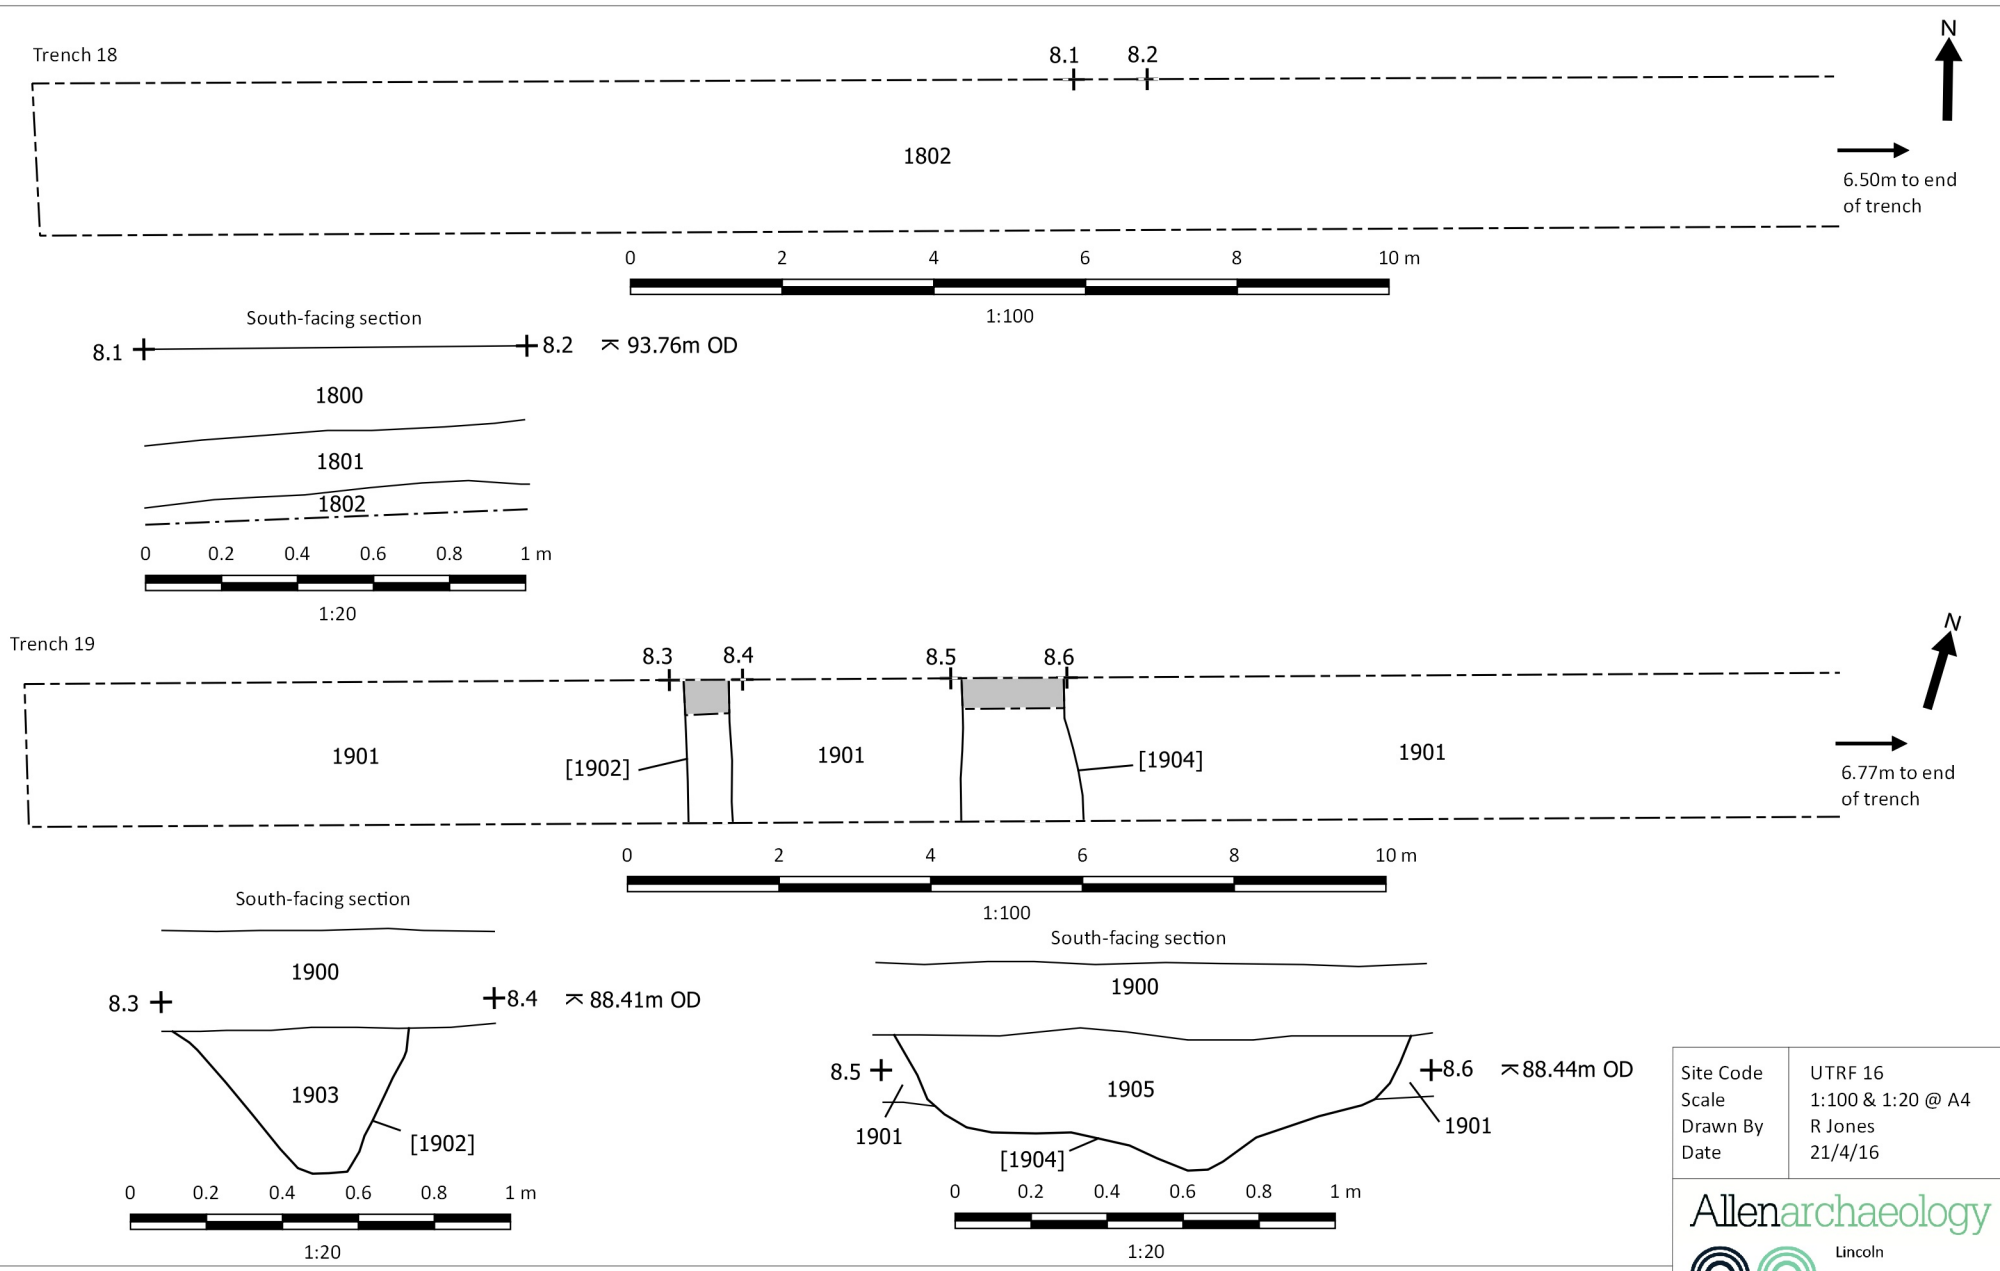 Trench 18
8.1 8.2
N
1802
6.50m to end
of trench
0 2 4 6 8 10 m
1:100
South-facing section
8.1 8.2 93.76m OD
1800
1801
1802
0 0.2 0.4 0.6 0.8 1 m
1:20
Trench 19
8.3 8.4 8.5 8.6
N
1901 [1902] 1901 [1904] 1901
6.77m to end
of trench
0 2 4 6 8 10 m
1:100
South-facing section
1900
8.3 8.4 88.41m OD
1903
[1902]
0 0.2 0.4 0.6 0.8 1 m
1:20
South-facing section
1900
8.5 8.6 88.44m OD
1905
1901 1901
[1904]
0 0.2 0.4 0.6 0.8 1 m
1:20
Site Code UTRF 16
Scale 1:100 & 1:20 @ A4
Drawn By R Jones
Date 21/4/16
Allenarchaeology
Lincoln